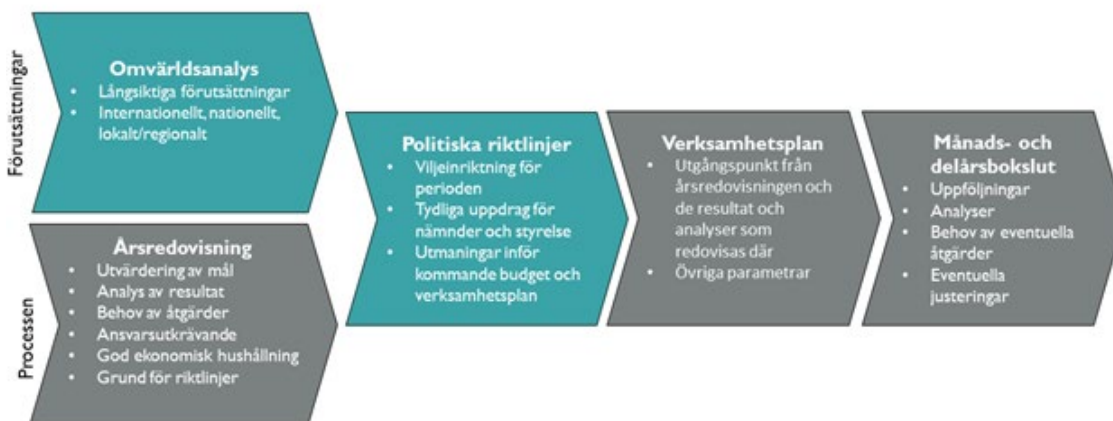 Förutsättningar
Omvärldsanalys
• Långsiktiga förutsättningar
• Internationellt, nationellt,
lokalt/regionalt
Processen
Årsredovisning
• Utvärdering av mål
• Analys av resultat
• Behov av åtgärder
• Ansvarsutkrävande
• God ekonomisk hushållning
• Grund för riktlinjer
Politiska riktlinjer
• Viljeinriktning för
perioden
• Tydliga uppdrag för
nämnder och styrelse
• Utmaningar inför
kommande budget och
verksamhetsplan
Verksamhetsplan
• Utgångspunkt från
årsredovisningen och
de resultat och
analyser som
redovisas där
• Övriga parametrar
Månads- och
delårsbokslut
• Uppföljningar
• Analyser
• Behov av eventuella
åtgärder
• Eventuella
justeringar